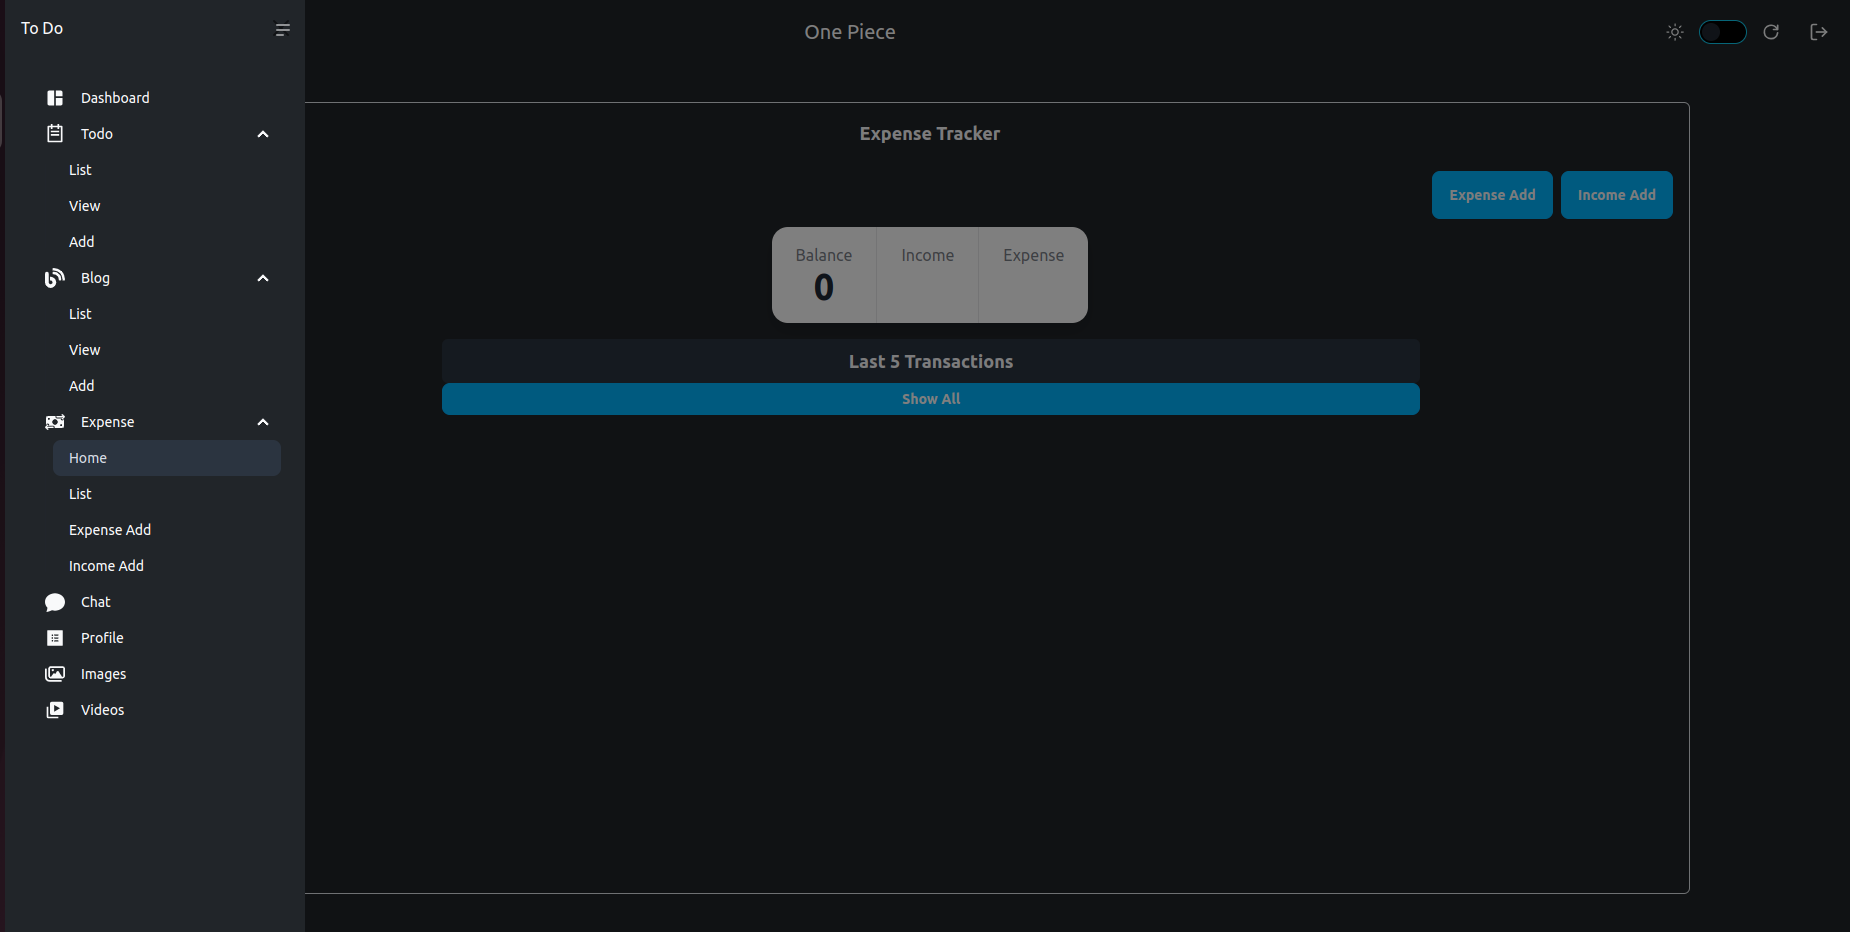 To Do
One Piece
Dashboard
Todo
List
View
Add
Blog
List
View
Add
Expense
Home
List
Expense Add
Income Add
Chat
Profile
Images
Videos
Expense Tracker
Expense Add
Income Add
Balance
0
Income
Expense
Last 5 Transactions
Show All